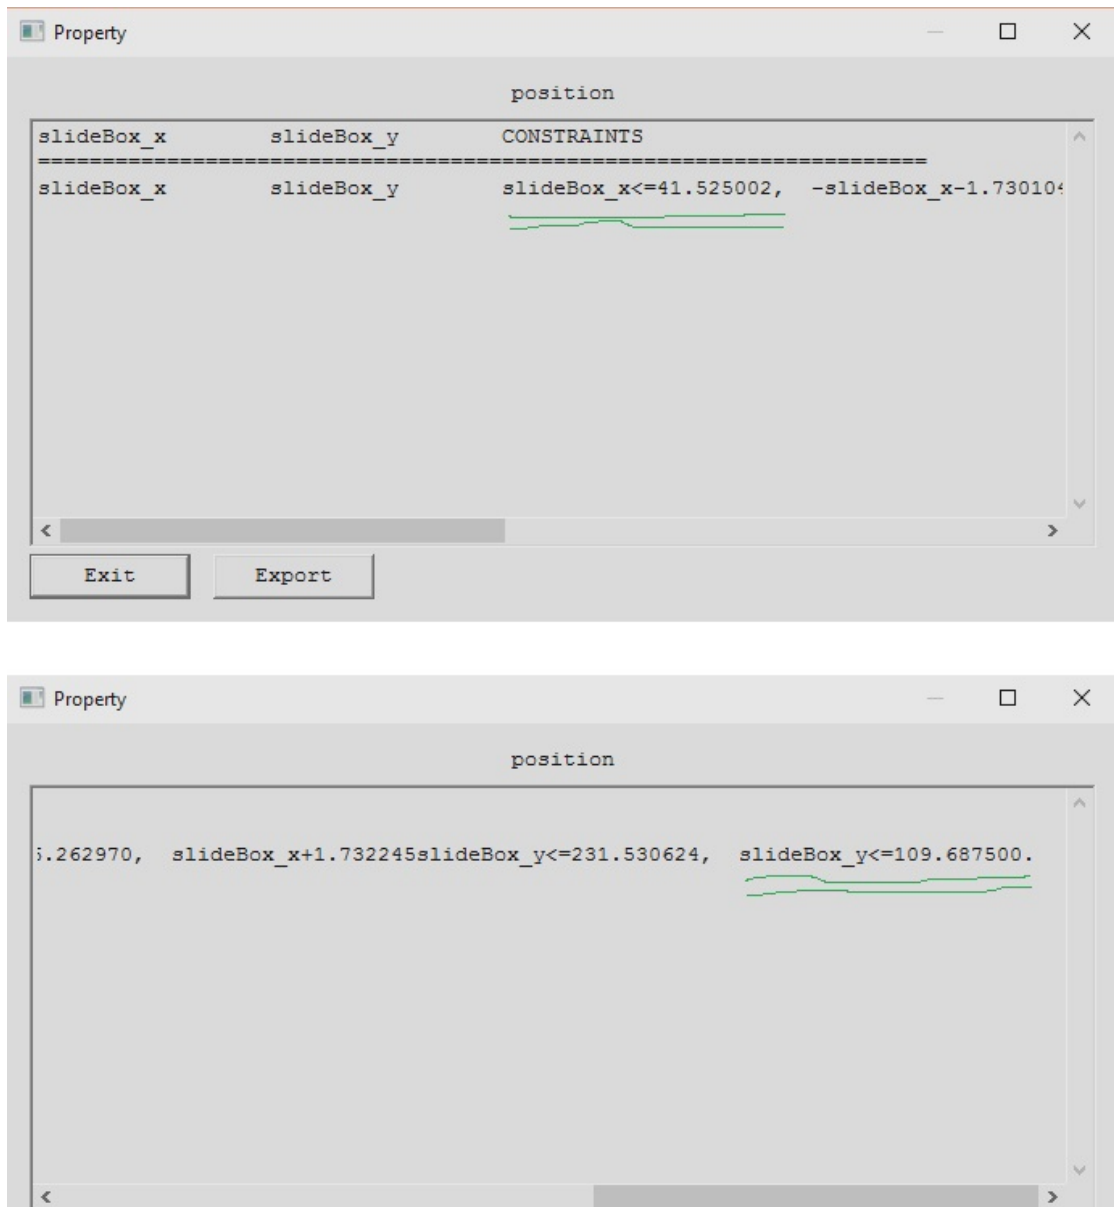 Property
position
slideBox_x slideBox_y CONSTRAINTS
=====================================================================
slideBox_x slideBox_y slideBox_x<=41.525002, -slideBox_x-1.73010
Exit Export
Property
position
.262970, slideBox_x+1.732245slideBox_y<=231.530624, slideBox_y<=109.687500.